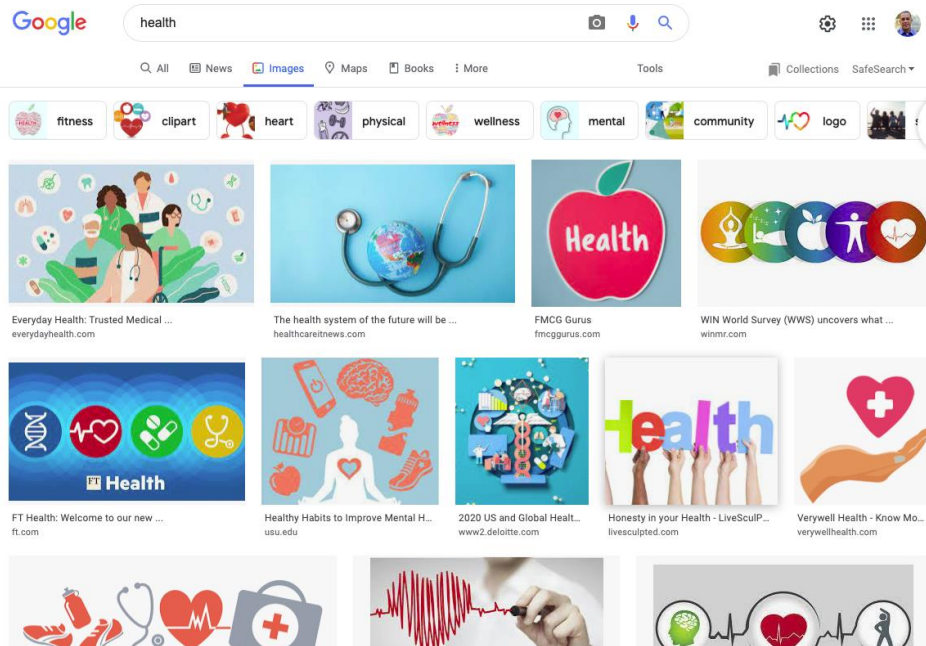 Google
health
All
News
Images
Maps
Books
More
Tools
Collections
SafeSearch
fitness
clipart
heart
physical
wellness
mental
community
logo
Health
Everyday Health: Trusted Medical ...
everydayhealth.com
The health system of the future will be ...
healthcareitnews.com
FMCG Gurus
fmcggurus.com
WIN World Survey (WWS) uncovers what ...
winmr.com
FT Health
Health
FT Health: Welcome to our new ...
ft.com
Healthy Habits to Improve Mental H...
usu.edu
2020 US and Global Healt...
www2.deloitte.com
Honesty in your Health - LiveSculP...
livesculpted.com
Verywell Health - Know Mo...
verywellhealth.com